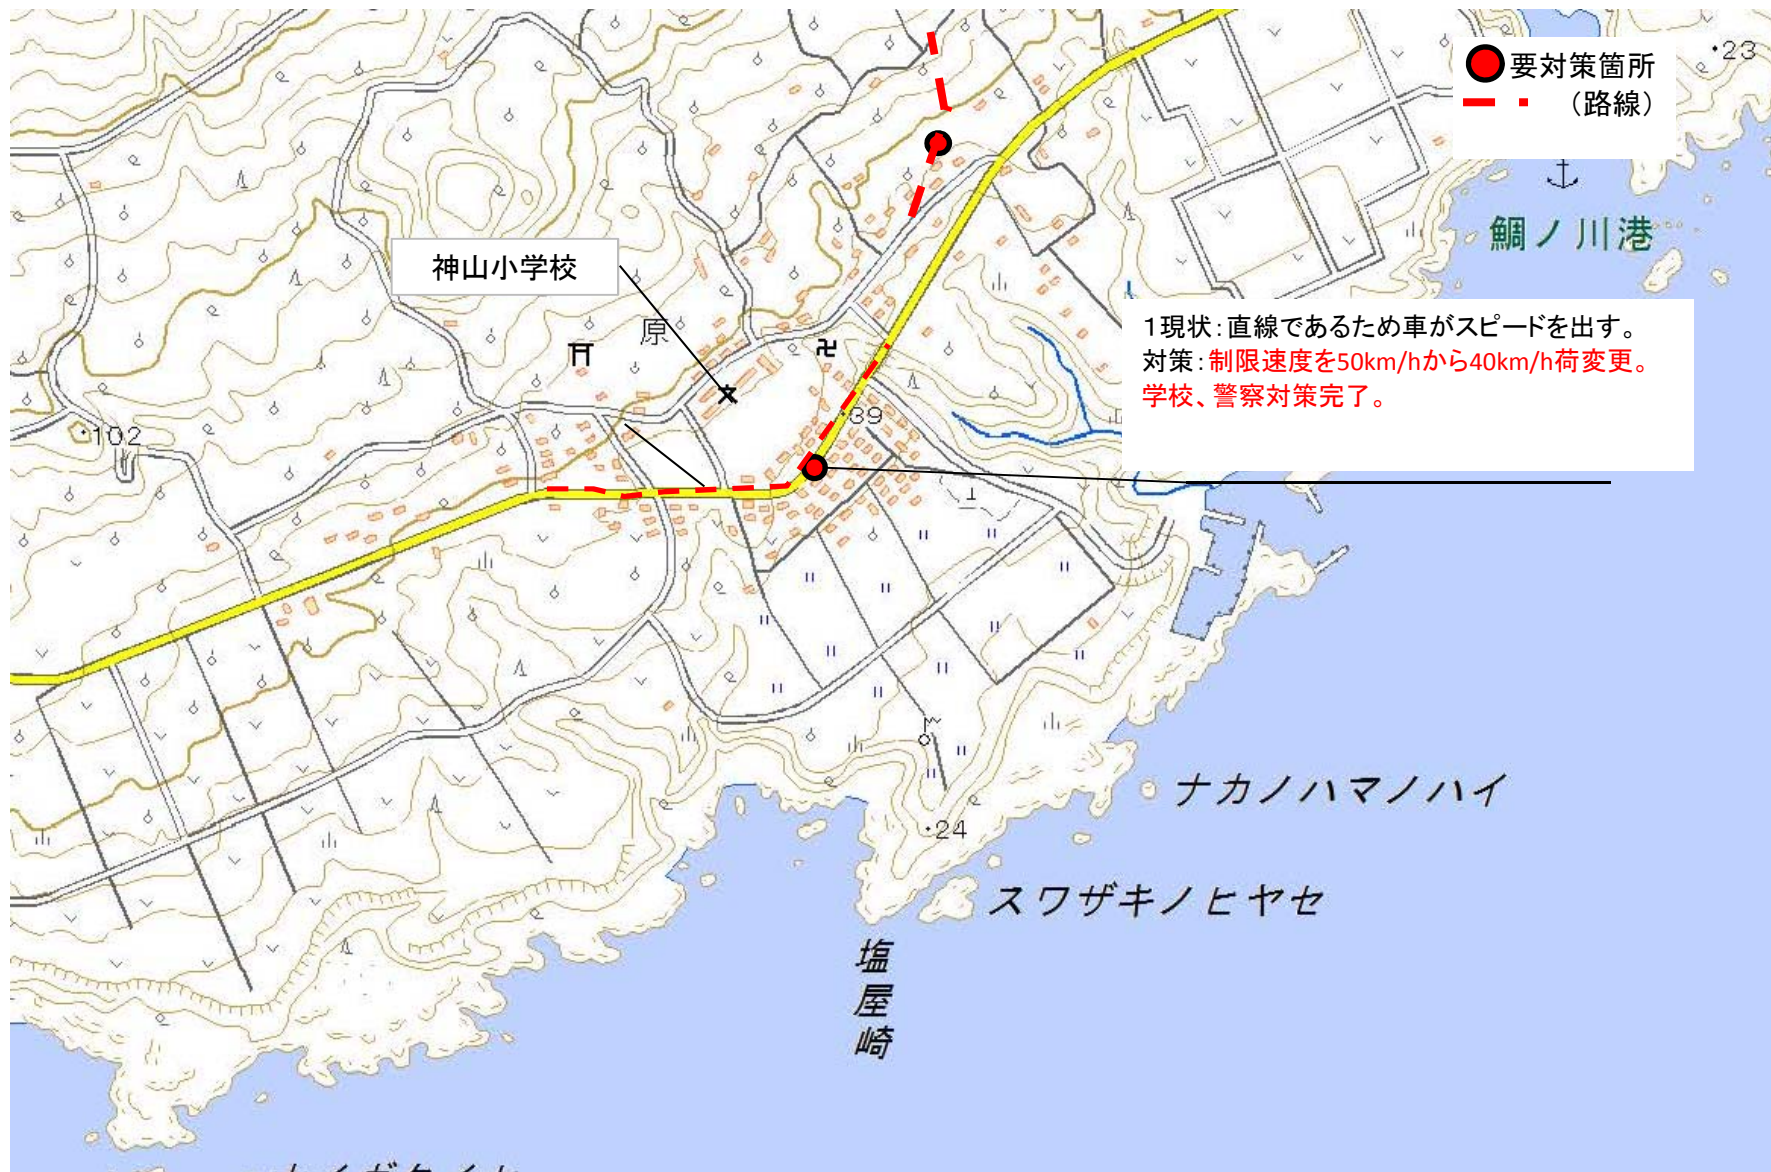 要対策箇所
（路線）
・23
鯛ノ川港
神山小学校
原
1現状：直線であるため車がスピードを出す。
対策：制限速度を50km/hから40km/h荷変更。
学校、警察対策完了。
・39
・102
ナカノハマノハイ
・24
スワザキノヒヤセ
塩屋崎